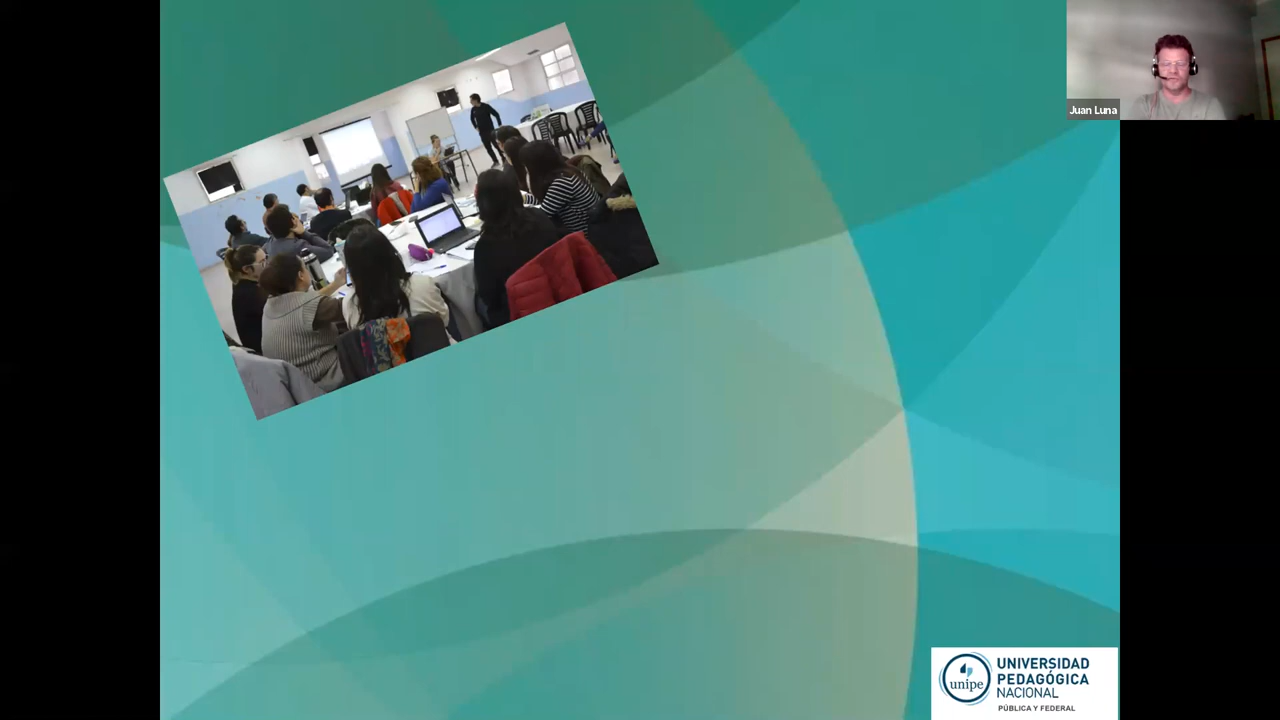 Juan Luna
unipe
UNIVERSIDAD
PEDAGÓGICA
NACIONAL
PÚBLICA Y FEDERAL